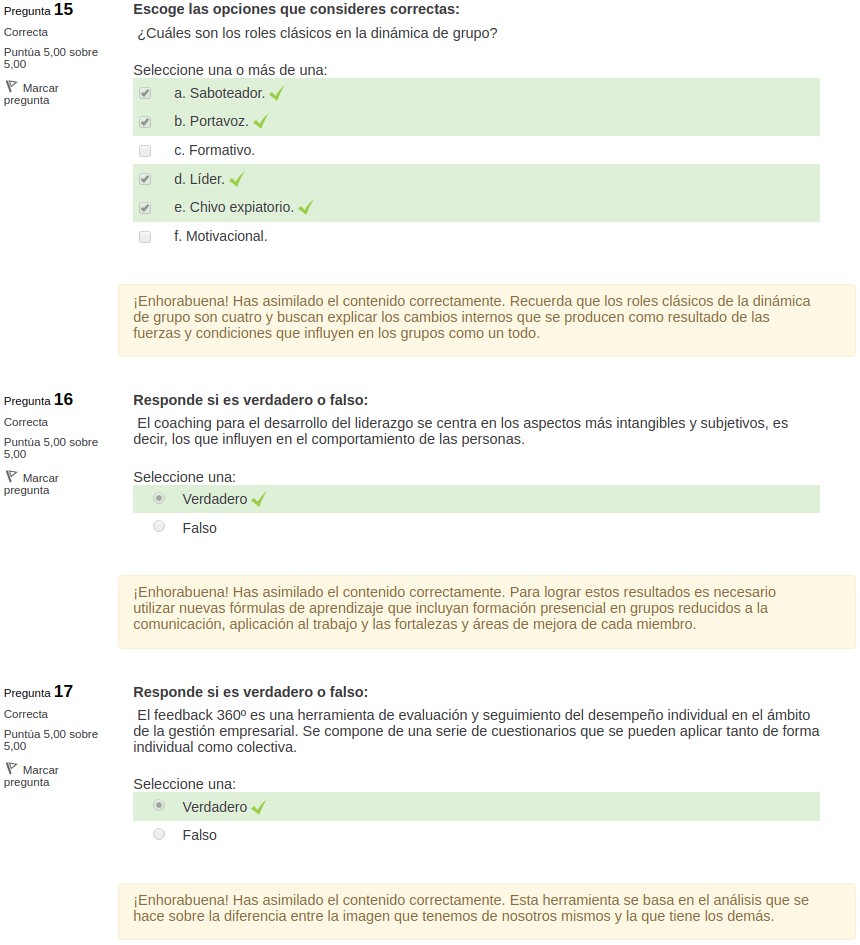 Pregunta 15
Correcta
Puntúa 5,00 sobre
5,00
Marcar
pregunta
Escoge las opciones que consideres correctas:
¿Cuáles son los roles clásicos en la dinámica de grupo?
Seleccione una o más de una:
a. Saboteador.
b. Portavoz.
c. Formativo.
d. Líder.
e. Chivo expiatorio.
f. Motivacional.
¡Enhorabuena! Has asimilado el contenido correctamente. Recuerda que los roles clásicos de la dinámica
de grupo son cuatro y buscan explicar los cambios internos que se producen como resultado de las
fuerzas y condiciones que influyen en los grupos como un todo.
Pregunta 16
Correcta
Puntúa 5,00 sobre
5,00
Marcar
pregunta
Responde si es verdadero o falso:
El coaching para el desarrollo del liderazgo se centra en los aspectos más intangibles y subjetivos, es
decir, los que influyen en el comportamiento de las personas.
Seleccione una:
Verdadero
Falso
¡Enhorabuena! Has asimilado el contenido correctamente. Para lograr estos resultados es necesario
utilizar nuevas fórmulas de aprendizaje que incluyan formación presencial en grupos reducidos a la
comunicación, aplicación al trabajo y las fortalezas y áreas de mejora de cada miembro.
Pregunta 17
Correcta
Puntúa 5,00 sobre
5,00
Marcar
pregunta
Responde si es verdadero o falso:
El feedback 360º es una herramienta de evaluación y seguimiento del desempeño individual en el ámbito
de la gestión empresarial. Se compone de una serie de cuestionarios que se pueden aplicar tanto de forma
individual como colectiva.
Seleccione una:
Verdadero
Falso
¡Enhorabuena! Has asimilado el contenido correctamente. Esta herramienta se basa en el análisis que se
hace sobre la diferencia entre la imagen que tenemos de nosotros mismos y la que tiene los demás.